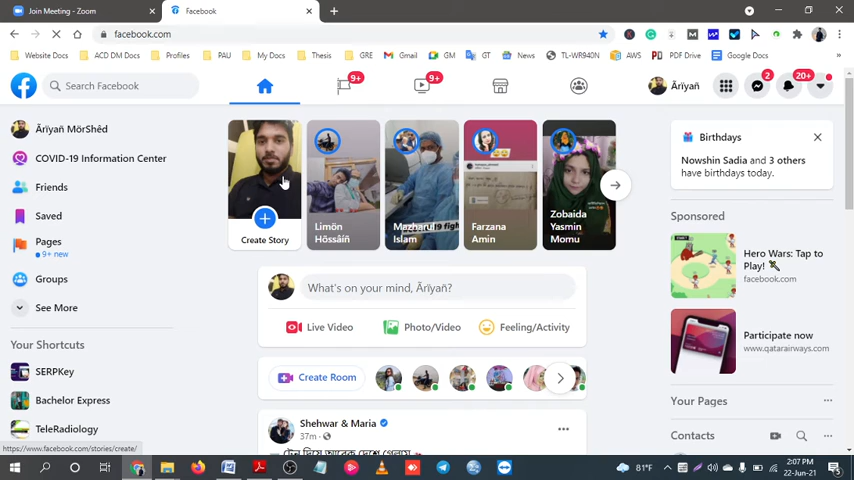 Join Meeting - Zoom
Facebook
facebook.com
Website Docs
ACD DM Docs
Profiles
PAU
My Docs
Thesis
GRE
Gmail
GM
GT
News
TL-WR940N
AWS
PDF Drive
Google Docs
Search Facebook
9+
9+
Ãrïyañ
2
20+
Ãrïyañ MörShêd
COVID-19 Information Center
Friends
Saved
Pages
9+ new
Groups
See More
Your Shortcuts
SERPKey
Bachelor Express
TeleRadiology
https://www.facebook.com/stories/create/
Create Story
Limön
Hössáíñ
Mazharul
Islam
Farzana
Amin
Zobaida
Yasmin
Momu
What's on your mind, Ãrïyañ?
Live Video
Photo/Video
Feeling/Activity
Create Room
Shehwar & Maria
37m
Birthdays
Nowshin Sadia and 3 others
have birthdays today.
Sponsored
Hero Wars: Tap to
Play!
facebook.com
Participate now
www.qatarairways.com
Your Pages
Contacts
81°F
2:07 PM
22-Jun-21